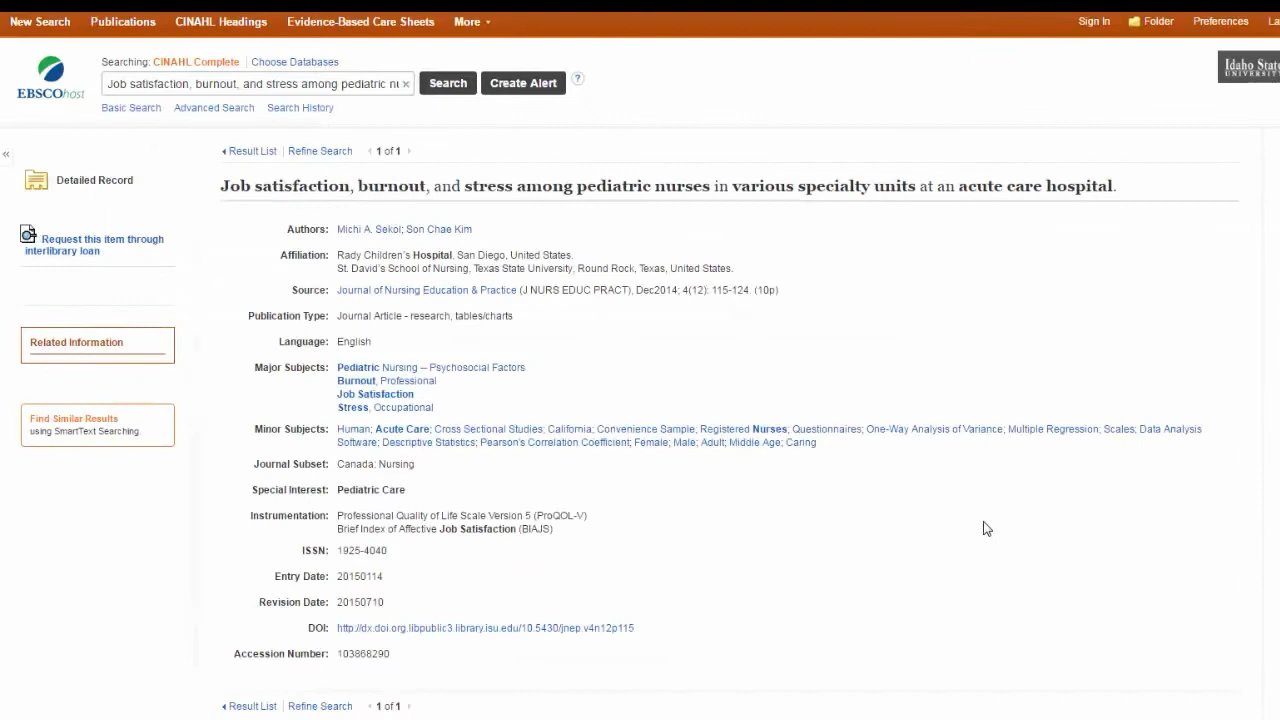 New Search Publications CINAHL Headings Evidence-Based Care Sheets More Sign In Folder Preferences
Searching: CINAHL Complete Choose Databases
Job satisfaction, burnout, and stress among pediatric × Search Create Alert ?
EBSCOhost
Idaho State
UNIVERSITY
Basic Search Advanced Search Search History
«
Result List Refine Search 1 of 1
Detailed Record
Request this item through
interlibrary loan
Related Information
Find Similar Results
using SmartText Searching.
Job satisfaction, burnout, and stress among pediatric nurses in various specialty units at an acute care hospital.
Authors: Michi A. Sekol; Son Chae Kim
Affiliation: Rady Children's Hospital, San Diego, United States.
St. David's School of Nursing, Texas State University, Round Rock, Texas, United States.
Source: Journal of Nursing Education & Practice (J NURS EDUC PRACT), Dec2014; 4(12): 115-124. (10p)
Publication Type: Journal Article - research, tables/charts
Language: English
Major Subjects: Pediatric Nursing -- Psychosocial Factors
Burnout, Professional
Job Satisfaction
Stress, Occupational
Minor Subjects: Human; Acute Care; Cross Sectional Studies; California; Convenience Sample; Registered Nurses; Questionnaires; One-Way Analysis of Variance; Multiple Regression; Scales; Data Analysis
Software; Descriptive Statistics; Pearson's Correlation Coefficient; Female; Male; Adult; Middle Age; Caring
Journal Subset: Canada; Nursing
Special Interest: Pediatric Care
Instrumentation: Professional Quality of Life Scale Version 5 (ProQOL-V)
Brief Index of Affective Job Satisfaction (BIAJS)
ISSN: 1925-4040
Entry Date: 20150114
Revision Date: 20150710
DOI: http://dx.doi.org.libpublic3.library.isu.edu/10.5430/jnep.v4n12p115
Accession Number: 103868290
Result List Refine Search 1 of 1